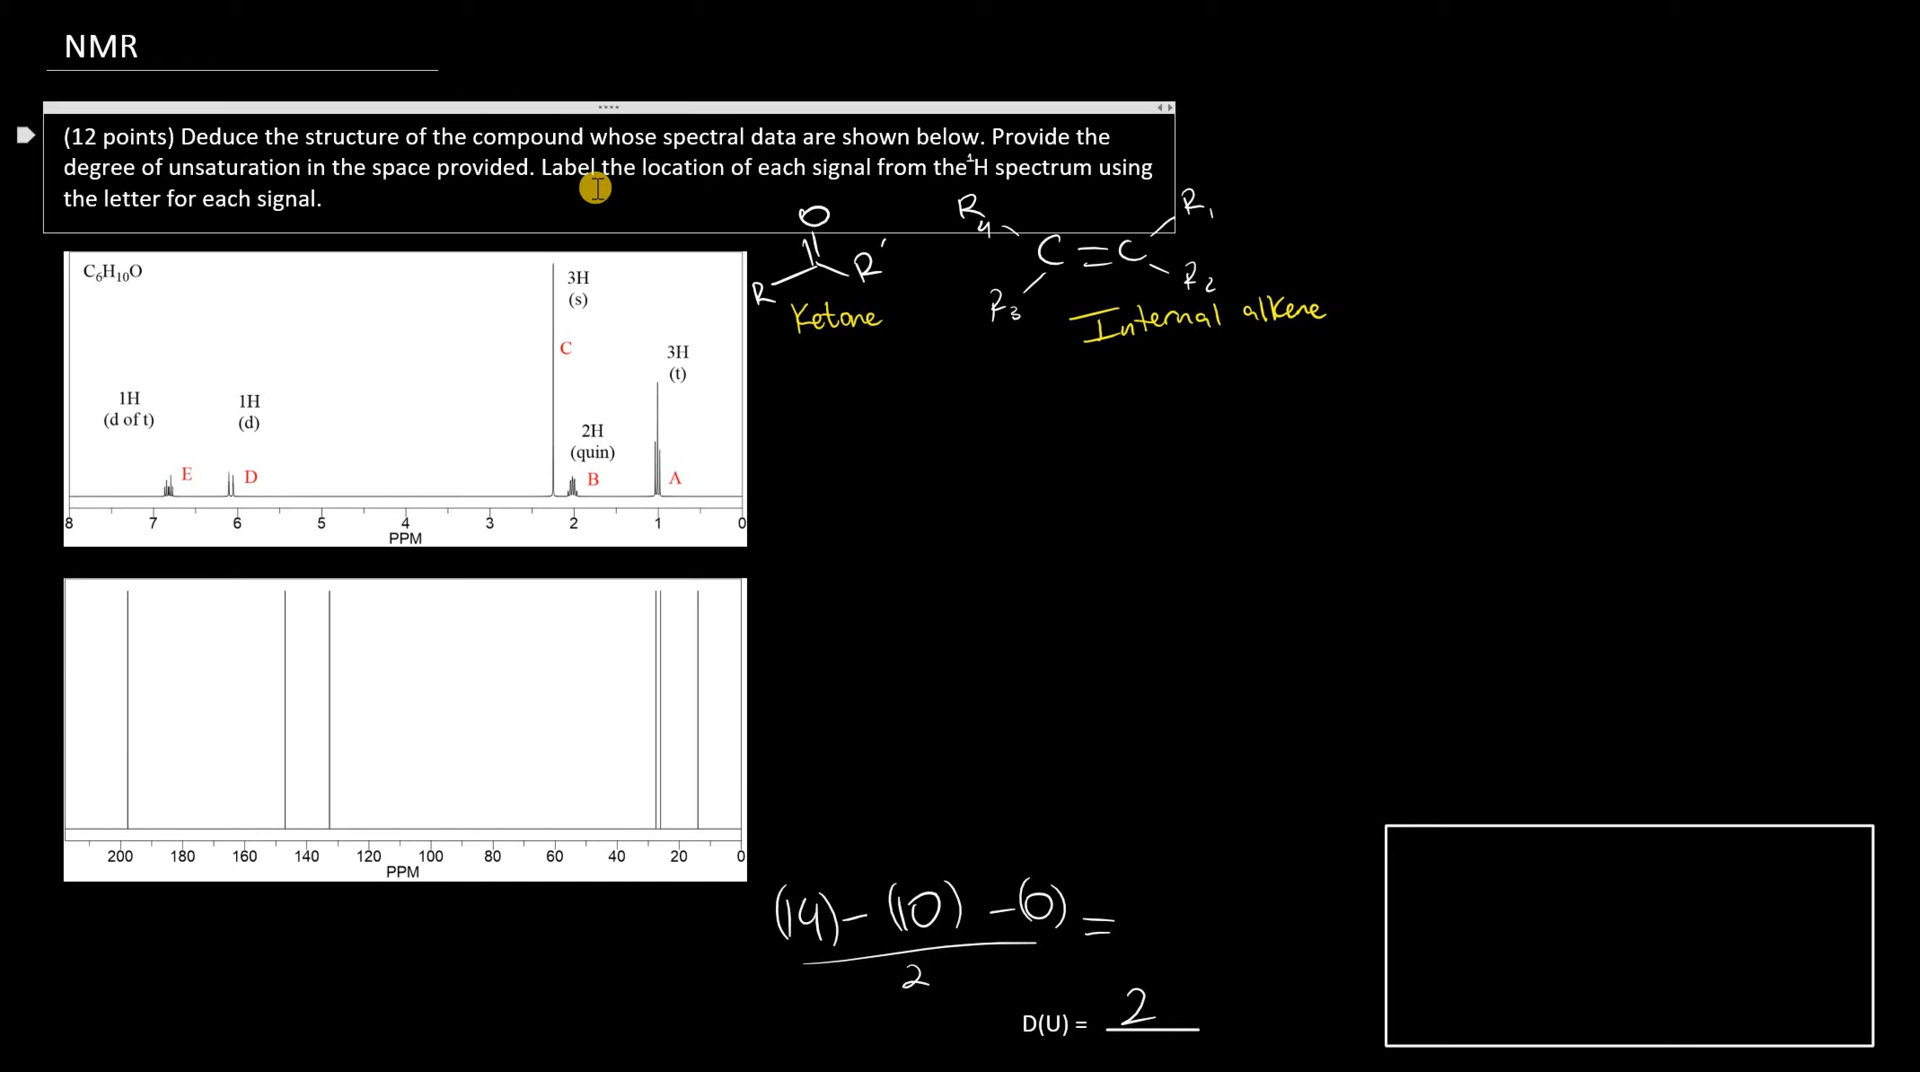 NMR
(12 points) Deduce the structure of the compound whose spectral data are shown below. Provide the
degree of unsaturation in the space provided. Label the location of each signal from the ¹H spectrum using
the letter for each signal.
O
R
R'
Ketone
R₄
R₁
C = C
R₃
R₂
Internal alkene
C₆H₁₀O
3H
(s)
C
3H
(t)
1H
(d of t)
1H
(d)
2H
(quin)
E
D
B
A
8 7 6 5 4 3 2 1 0
PPM
200 180 160 140 120 100 80 60 40 20 0
PPM
(14) - (10) - (0) =
2
D(U) = 2